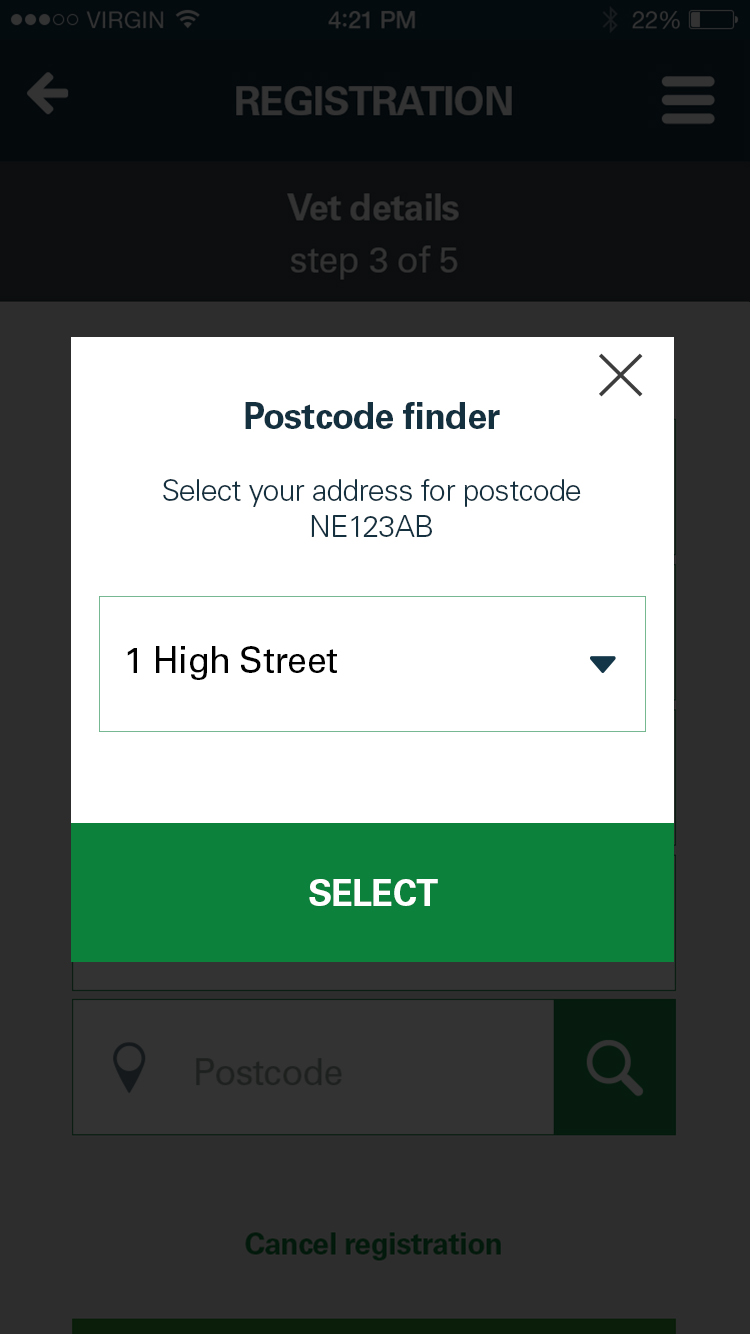 VIRGIN 4:21 PM 22%
REGISTRATION
Vet details
step 3 of 5
Postcode finder
Select your address for postcode
NE123AB
1 High Street
SELECT
Postcode
Cancel registration